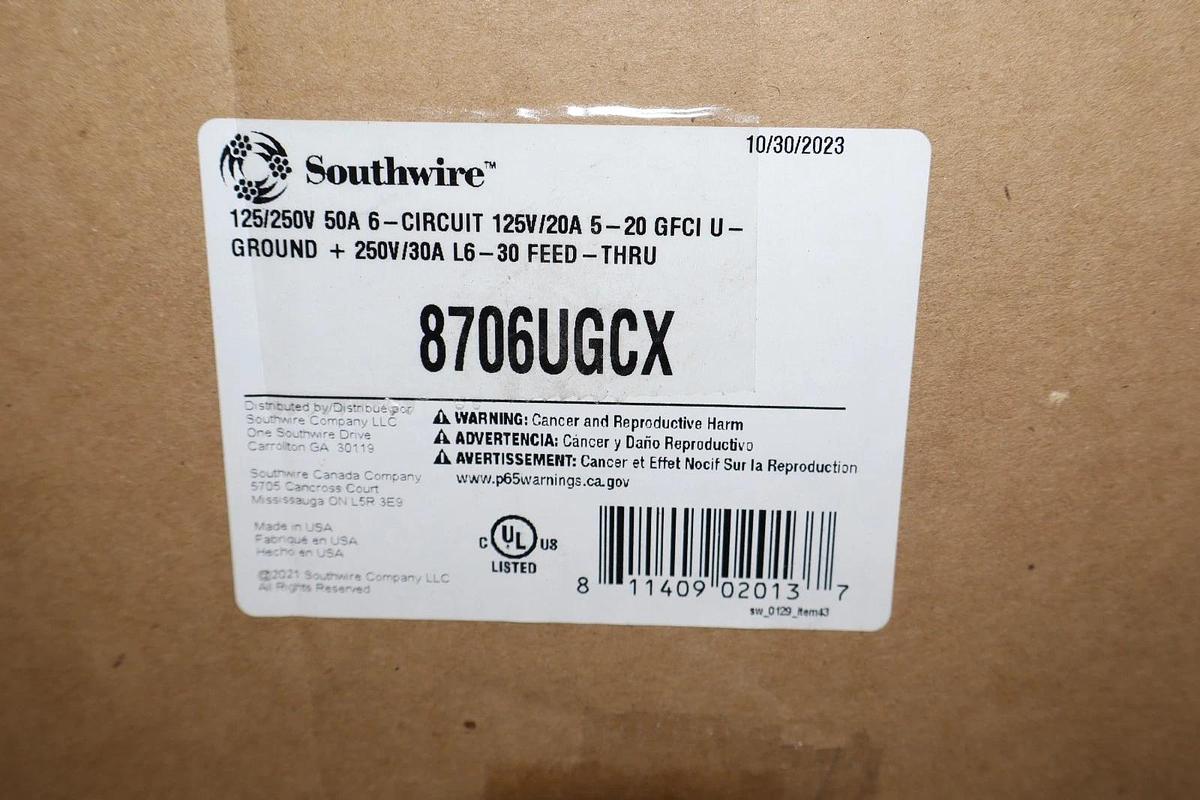 10/30/2023
Southwire™
125/250V 50A 6-CIRCUIT 125V/20A 5-20 GFCI U-
GROUND + 250V/30A L6-30 FEED-THRU
8706UGCX
Distributed by/Distribué por/
Southwire Company LLC
One Southwire Drive
Carrollton GA 30119
Southwire Canada Company
5705 Cancross Court
Mississauga ON L5R 3E9
Made in USA
Fabriqué en USA
Hecho en USA
@2021 Southwire Company LLC
All Rights Reserved
WARNING: Cancer and Reproductive Harm
ADVERTENCIA: Cáncer y Daño Reproductivo
AVERTISSEMENT: Cancer et Effet Nocif Sur la Reproduction
www.p65warnings.ca.gov
C UL US
LISTED
8 11409 02013 7
sw_0129_item43